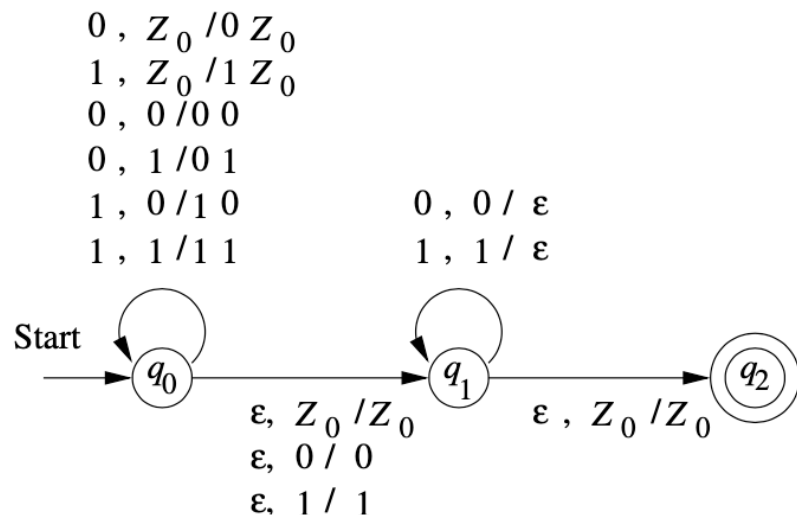 0 , Z0 /0 Z0
1 , Z0 /1 Z0
0 , 0 /0 0
0 , 1 /0 1
1 , 0 /1 0
1 , 1 /1 1
0 , 0 / ε
1 , 1 / ε
Start
q0
q1
q2
ε, Z0 /Z0
ε, 0 / 0
ε, 1 / 1
ε , Z0 /Z0